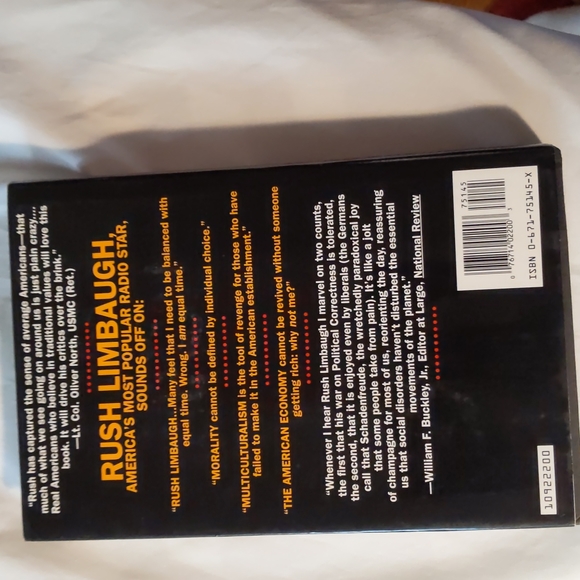 "Rush has captured the sense of average Americans—that
much of what we see going on around us is just plain crazy....
Real Americans who believe in traditional values will love this
book. It will drive his critics over the brink."
—Lt. Col. Oliver North, USMC (Ret.)
RUSH LIMBAUGH,
AMERICA'S MOST POPULAR RADIO STAR,
SOUNDS OFF ON:
"RUSH LIMBAUGH...Many feel that I need to be balanced with
equal time. Wrong. I am equal time."
"MORALITY cannot be defined by individual choice."
"MULTICULTURALISM is the tool of revenge for those who have
failed to make it in the American establishment."
"THE AMERICAN ECONOMY cannot be revived without someone
getting rich: why not me?"
"Whenever I hear Rush Limbaugh I marvel on two counts,
the first that his war on Political Correctness is tolerated,
the second, that it is enjoyed even by liberals (the Germans
call that Schadenfreude, the wretchedly paradoxical joy
that some people take from pain). It's like a jolt
of champagne for most of us, reorienting the day, reassuring
us that social disorders haven't disturbed the essential
movements of the planet."
—William F. Buckley, Jr., Editor at Large, National Review
10922200
75145
0 76714 02200 3
ISBN 0-671-75145-X